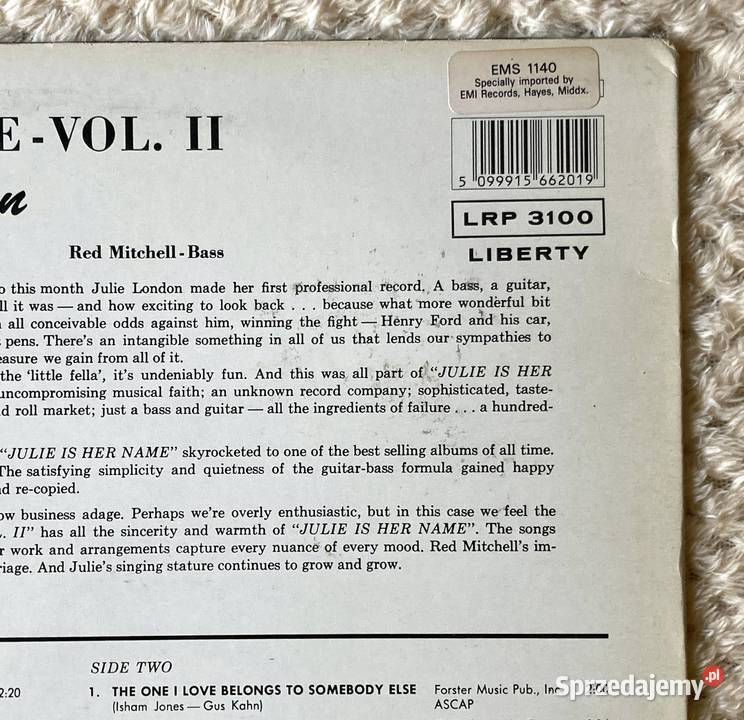 EMS 1140
Specially imported by
EMI Records, Hayes, Middx.
E-VOL. II
5 099915 662019
n
LRP 3100
LIBERTY
Red Mitchell-Bass
o this month Julie London made her first professional record. A bass, a guitar,
ll it was — and how exciting to look back . . . because what more wonderful bit
all conceivable odds against him, winning the fight — Henry Ford and his car,
pens. There's an intangible something in all of us that lends our sympathies to
easure we gain from all of it.
the 'little fella', it's undeniably fun. And this was all part of "JULIE IS HER
uncompromising musical faith; an unknown record company; sophisticated, taste-
d roll market; just a bass and guitar — all the ingredients of failure . . . a hundred-
"JULIE IS HER NAME" skyrocketed to one of the best selling albums of all time.
The satisfying simplicity and quietness of the guitar-bass formula gained happy
d re-copied.
ow business adage. Perhaps we're overly enthusiastic, but in this case we feel the
. II" has all the sincerity and warmth of "JULIE IS HER NAME". The songs
r work and arrangements capture every nuance of every mood. Red Mitchell's im-
riage. And Julie's singing stature continues to grow and grow.
SIDE TWO
2:20 1. THE ONE I LOVE BELONGS TO SOMEBODY ELSE Forster Music Pub., Inc.
(Isham Jones — Gus Kahn) ASCAP
Sprzedajemy.pl